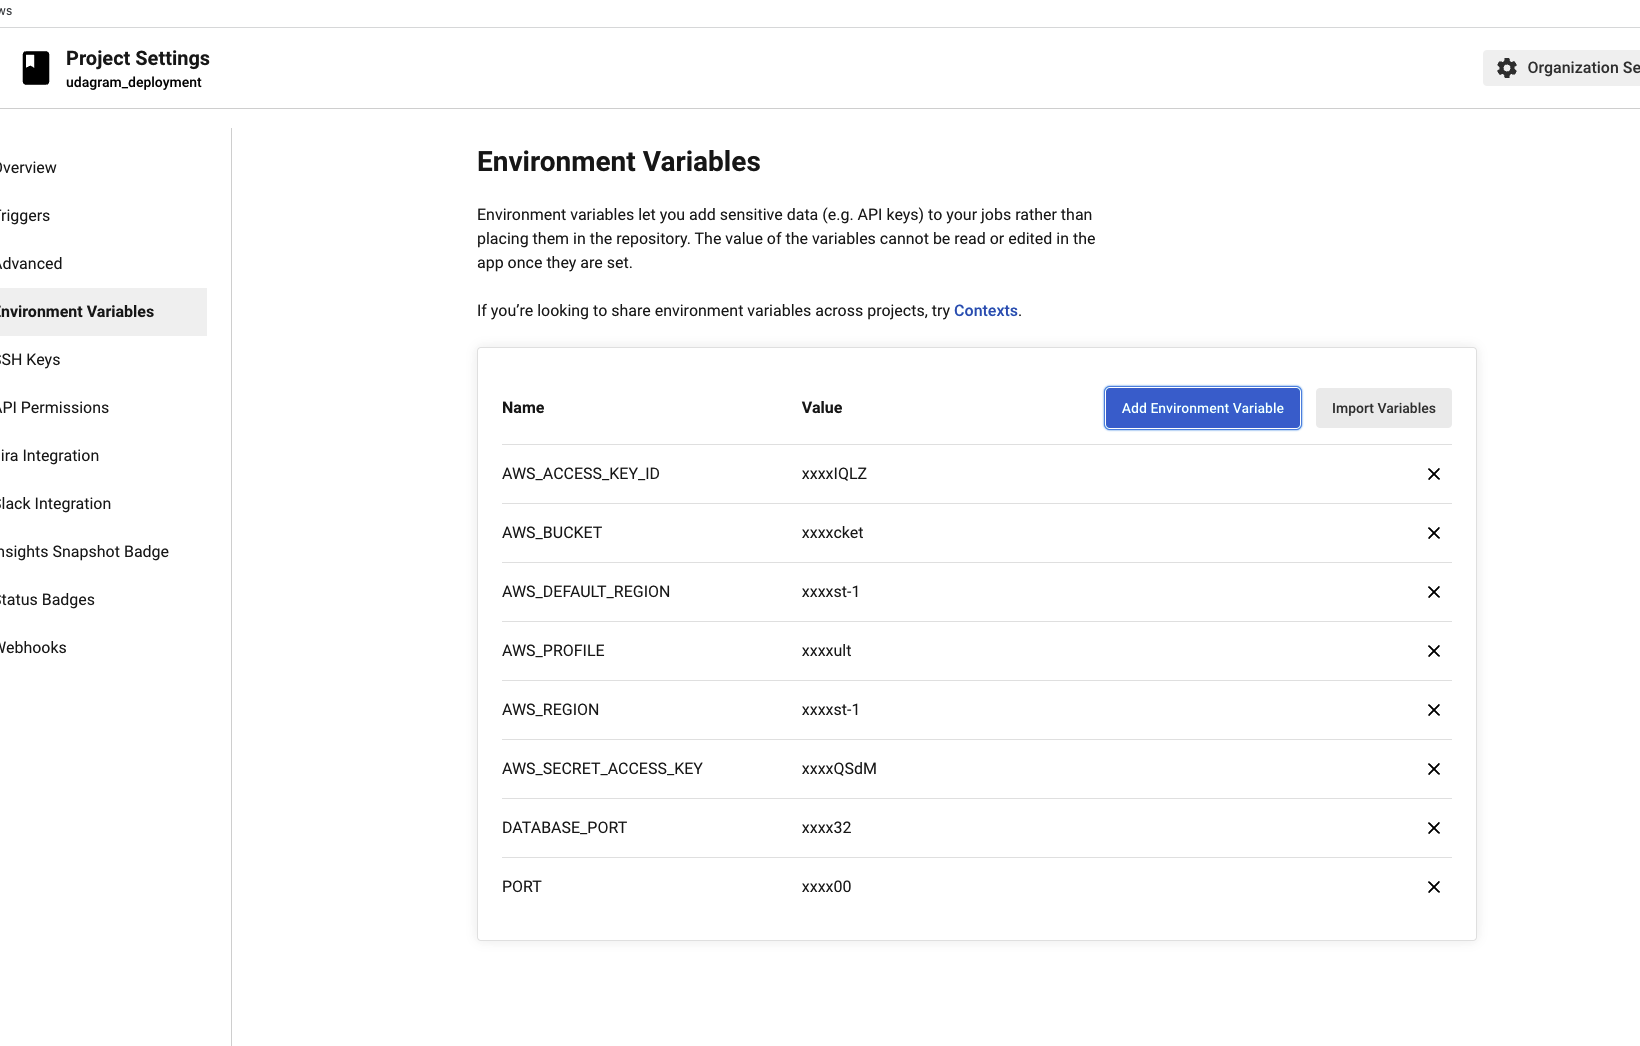 ws
Project Settings
udagram_deployment
Organization Se
Overview
Triggers
Advanced
Environment Variables
SSH Keys
API Permissions
Jira Integration
Slack Integration
Insights Snapshot Badge
Status Badges
Webhooks
Environment Variables
Environment variables let you add sensitive data (e.g. API keys) to your jobs rather than
placing them in the repository. The value of the variables cannot be read or edited in the
app once they are set.
If you’re looking to share environment variables across projects, try Contexts.
Name Value Add Environment Variable Import Variables
AWS_ACCESS_KEY_ID xxxxIQLZ
AWS_BUCKET xxxxcket
AWS_DEFAULT_REGION xxxxst-1
AWS_PROFILE xxxxult
AWS_REGION xxxxst-1
AWS_SECRET_ACCESS_KEY xxxxQSdM
DATABASE_PORT xxxx32
PORT xxxx00